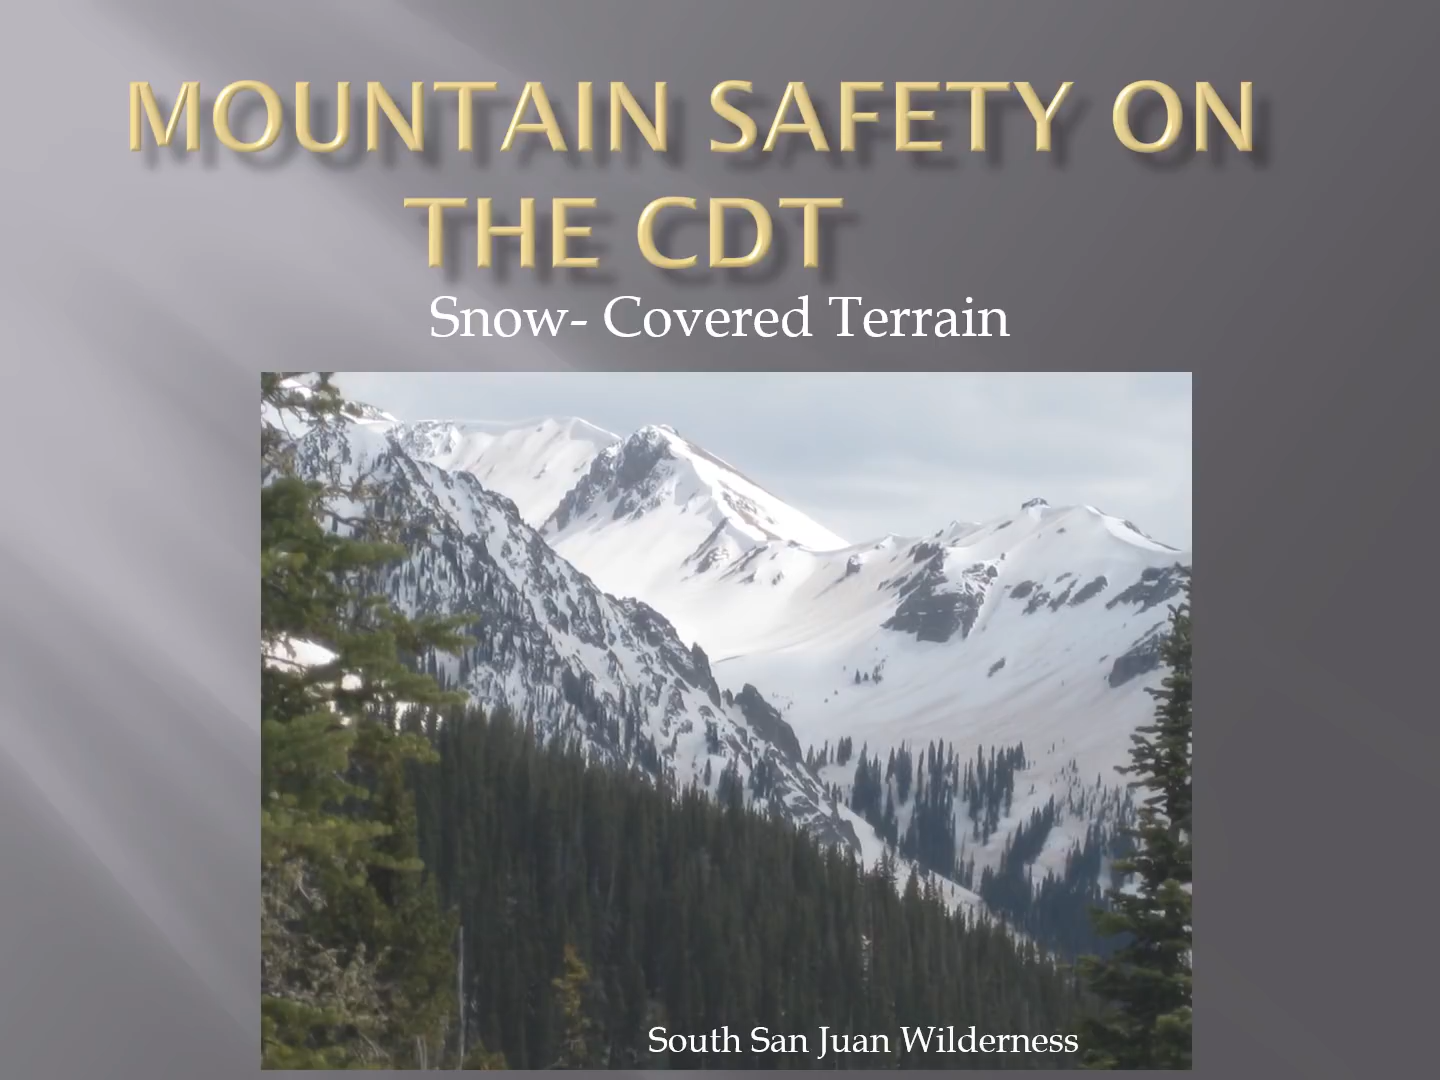 MOUNTAIN SAFETY ON
THE CDT
Snow- Covered Terrain
South San Juan Wilderness